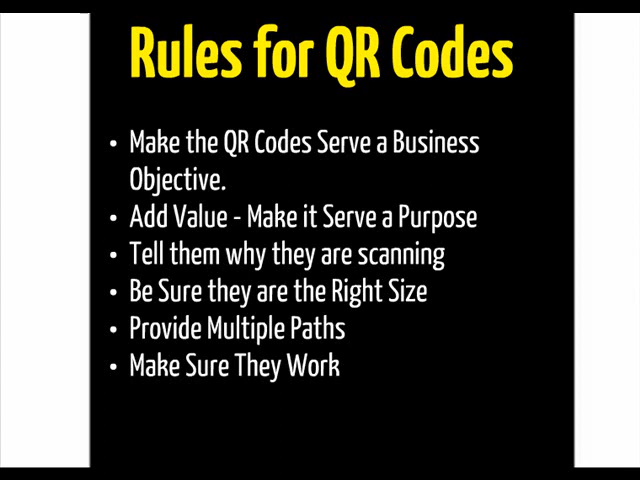 Rules for QR Codes
• Make the QR Codes Serve a Business
Objective.
• Add Value - Make it Serve a Purpose
• Tell them why they are scanning
• Be Sure they are the Right Size
• Provide Multiple Paths
• Make Sure They Work